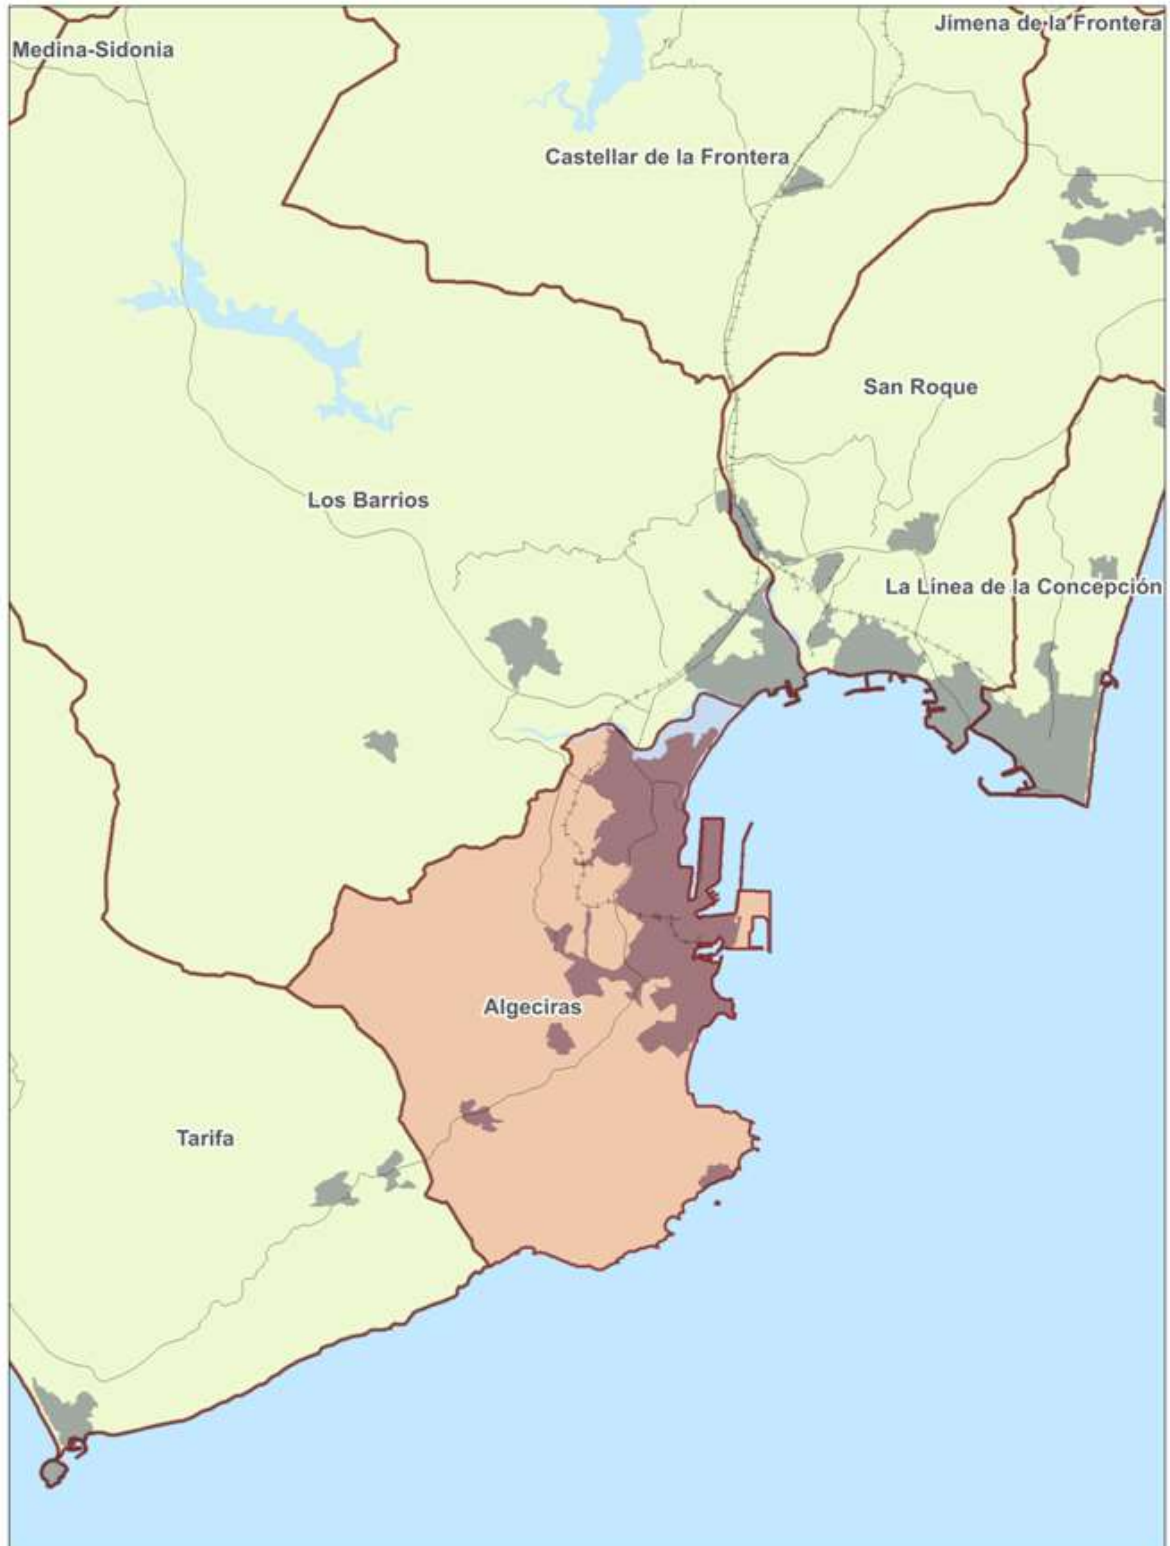 Jimena de la Frontera
Medina-Sidonia
Castellar de la Frontera
San Roque
Los Barrios
La Línea de la Concepción
Algeciras
Tarifa